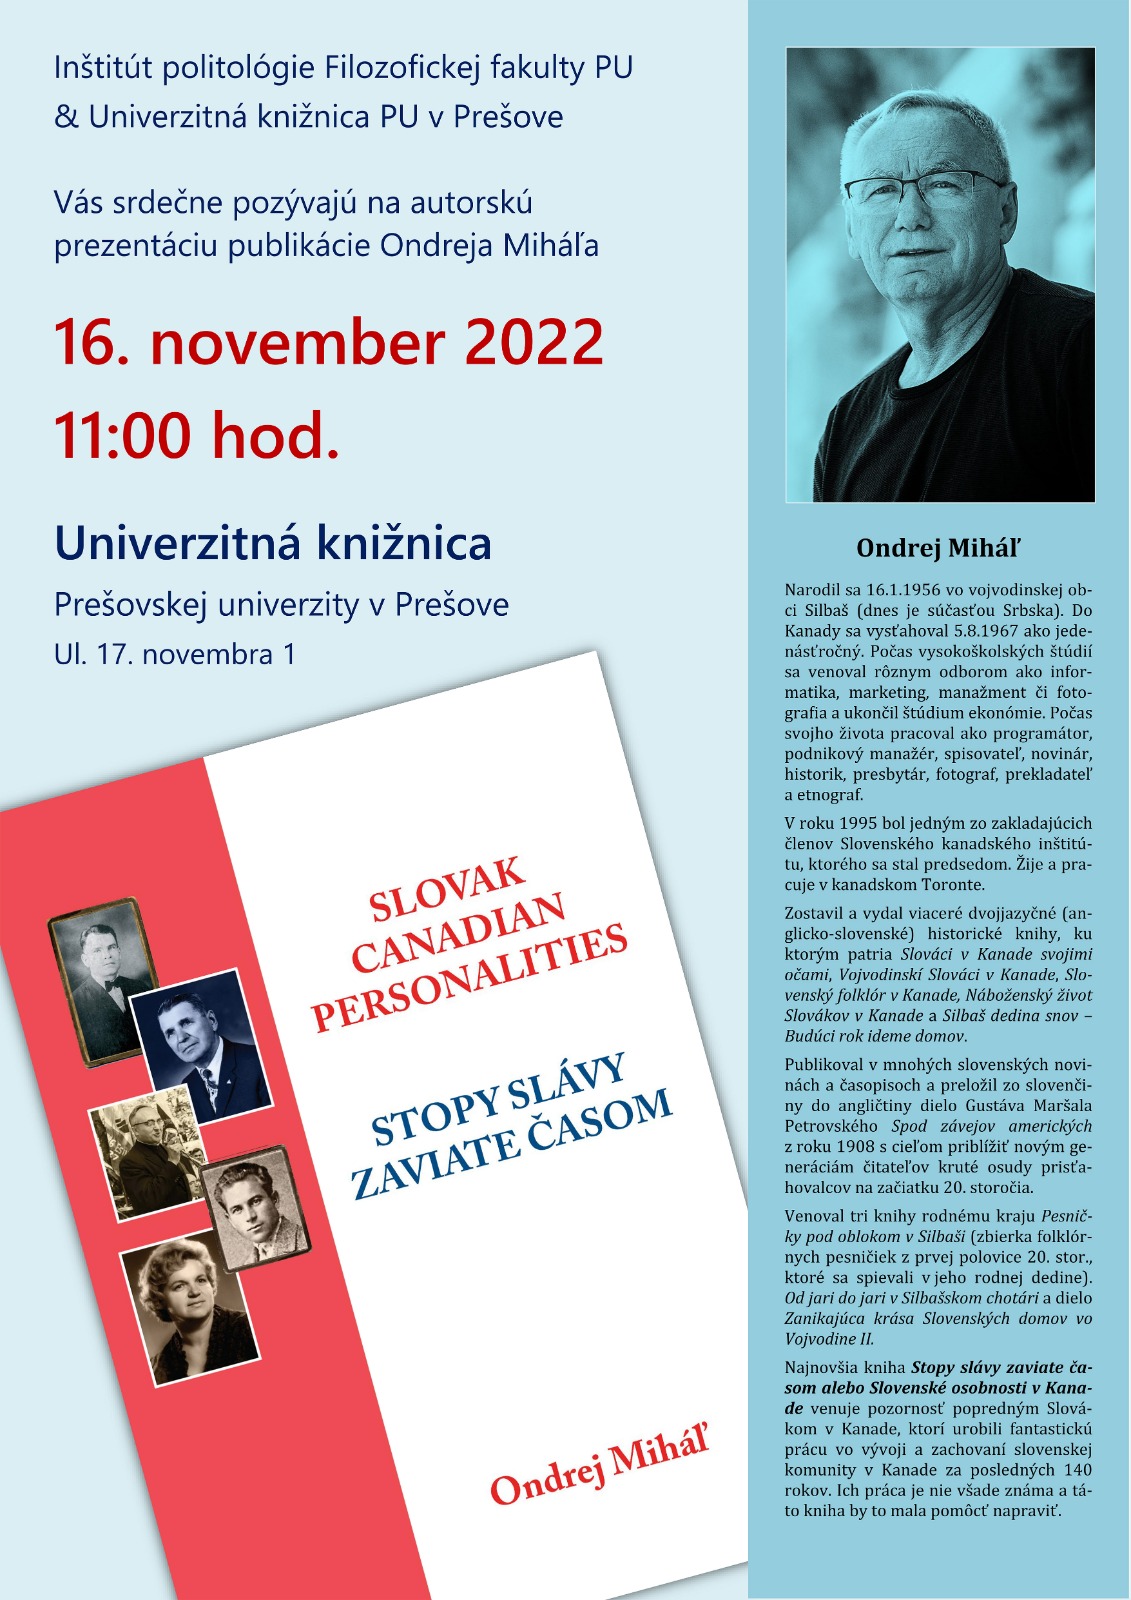 Inštitút politológie Filozofickej fakulty PU
& Univerzitná knižnica PU v Prešove
Vás srdečne pozývajú na autorskú
prezentáciu publikácie Ondreja Miháľa
16. november 2022
11:00 hod.
Univerzitná knižnica
Prešovskej univerzity v Prešove
Ul. 17. novembra 1
SLOVAK
CANADIAN
PERSONALITIES
STOPY SLÁVY
ZAVIATE ČASOM
Ondrej Miháľ
Ondrej Miháľ
Narodil sa 16.1.1956 vo vojvodinskej ob-
ci Silbaš (dnes je súčasťou Srbska). Do
Kanady sa vysťahoval 5.8.1967 ako jede-
násťročný. Počas vysokoškolských štúdií
sa venoval rôznym odborom ako infor-
matika, marketing, manažment či foto-
grafia a ukončil štúdium ekonómie. Počas
svojho života pracoval ako programátor,
podnikový manažér, spisovateľ, novinár,
historik, presbytár, fotograf, prekladateľ
a etnograf.
V roku 1995 bol jedným zo zakladajúcich
členov Slovenského kanadského inštitú-
tu, ktorého sa stal predsedom. Žije a pra-
cuje v kanadskom Toronte.
Zostavil a vydal viaceré dvojjazyčné (an-
glicko-slovenské) historické knihy, ku
ktorým patria Slováci v Kanade svojimi
očami, Vojvodinskí Slováci v Kanade, Slo-
venský folklór v Kanade, Náboženský život
Slovákov v Kanade a Silbaš dedina snov –
Budúci rok ideme domov.
Publikoval v mnohých slovenských novi-
nách a časopisoch a preložil zo slovenči-
ny do angličtiny dielo Gustáva Maršala
Petrovského Spod závejov amerických
z roku 1908 s cieľom priblížiť novým ge-
neráciám čitateľov kruté osudy prisťa-
hovalcov na začiatku 20. storočia.
Venoval tri knihy rodnému kraju Pesnič-
ky pod oblokom v Silbaši (zbierka folklór-
nych pesničiek z prvej polovice 20. stor.,
ktoré sa spievali v jeho rodnej dedine).
Od jari do jari v Silbašskom chotári a dielo
Zanikajúca krása Slovenských domov vo
Vojvodine II.
Najnovšia kniha Stopy slávy zaviate ča-
som alebo Slovenské osobnosti v Kana-
de venuje pozornosť popredným Slová-
kom v Kanade, ktorí urobili fantastickú
prácu vo vývoji a zachovaní slovenskej
komunity v Kanade za posledných 140
rokov. Ich práca je nie všade známa a tá-
to kniha by to mala pomôcť napraviť.